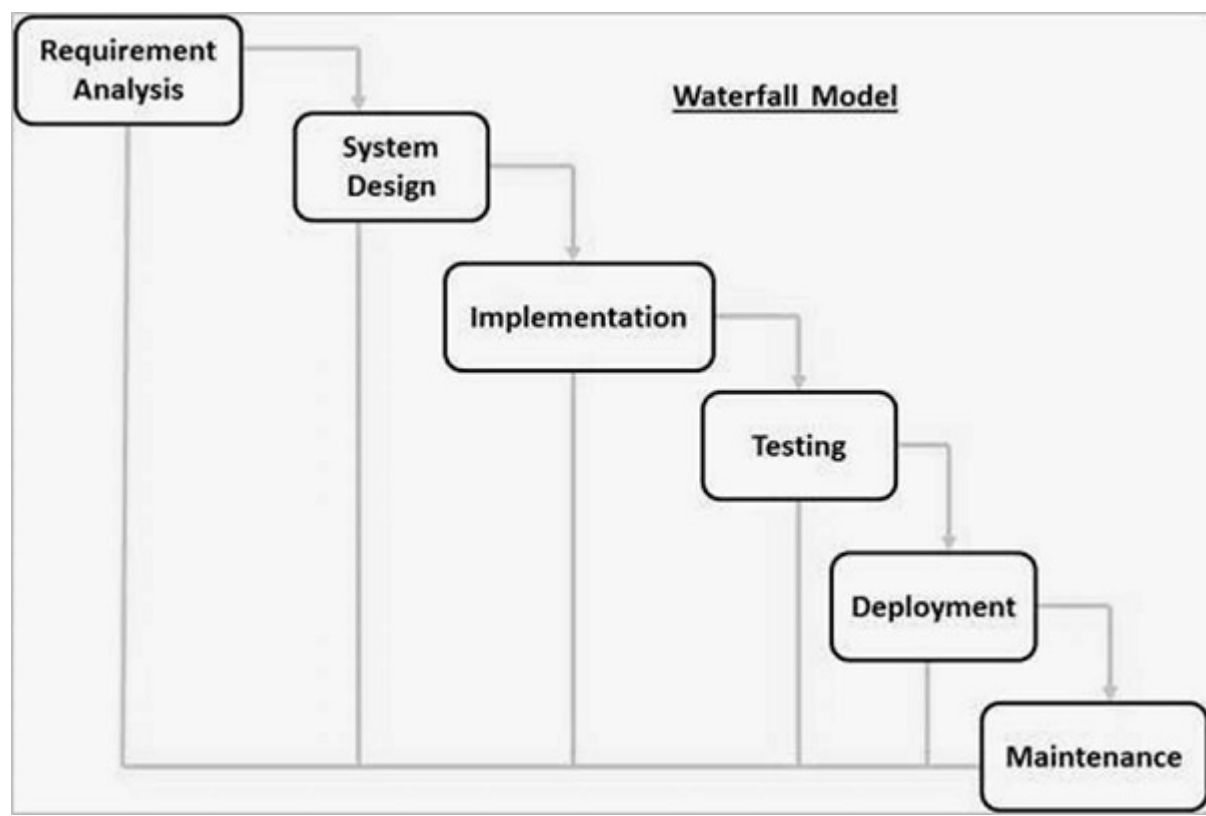 Requirement
Analysis
Waterfall Model
System
Design
Implementation
Testing
Deployment
Maintenance